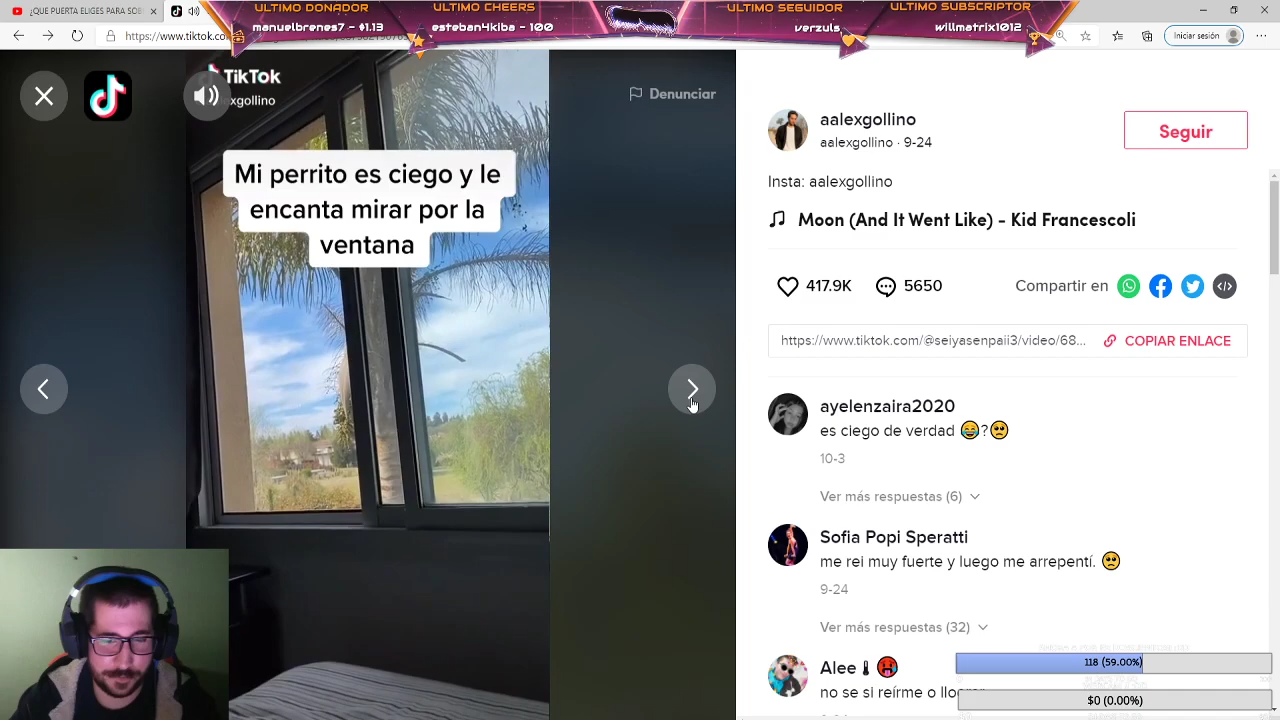 ¿QUERTIA ELIGES PARA SOBR
ULTIMO DONADOR
manuelbrenes7 - $1.13
ULTIMO CHEERS
esteban4kiba - 100
ULTIMO SEGUIDOR
verzuls
ULTIMO SUBSCRIPTOR
willmatrix1012
https://www.tiktok.co
Iniciar sesión
TikTok
exgollino
Denunciar
Mi perrito es ciego y le
encanta mirar por la
ventana
aalexgollino
aalexgollino · 9-24
Seguir
Insta: aalexgollino
Moon (And It Went Like) - Kid Francescoli
417.9K
5650
Compartir en
https://www.tiktok.com/@seiyasenpaii3/video/68...
COPIAR ENLACE
ayelenzaira2020
es ciego de verdad 😂?🥺
10-3
Ver más respuestas (6)
Sofia Popi Speratti
me rei muy fuerte y luego me arrepentí. 🥺
9-24
Ver más respuestas (32)
Alee🌡🥵
no se si reírme o
118 (59.00%)
$0 (0.00%)